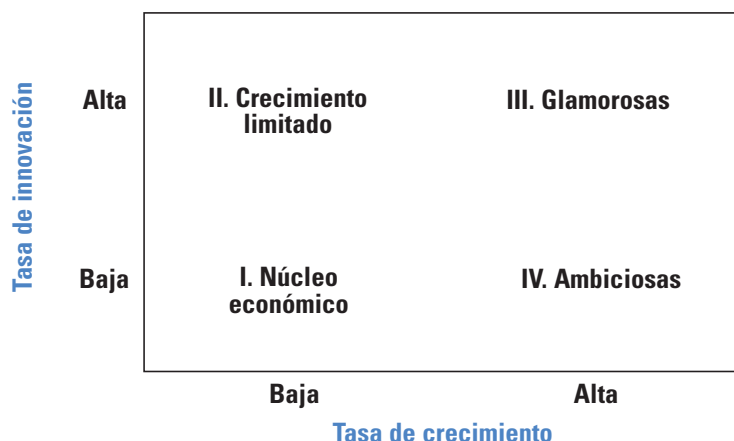 Tasa de innovación
Alta
II. Crecimiento
limitado
III. Glamorosas
Baja
I. Núcleo
económico
IV. Ambiciosas
Baja
Alta
Tasa de crecimiento